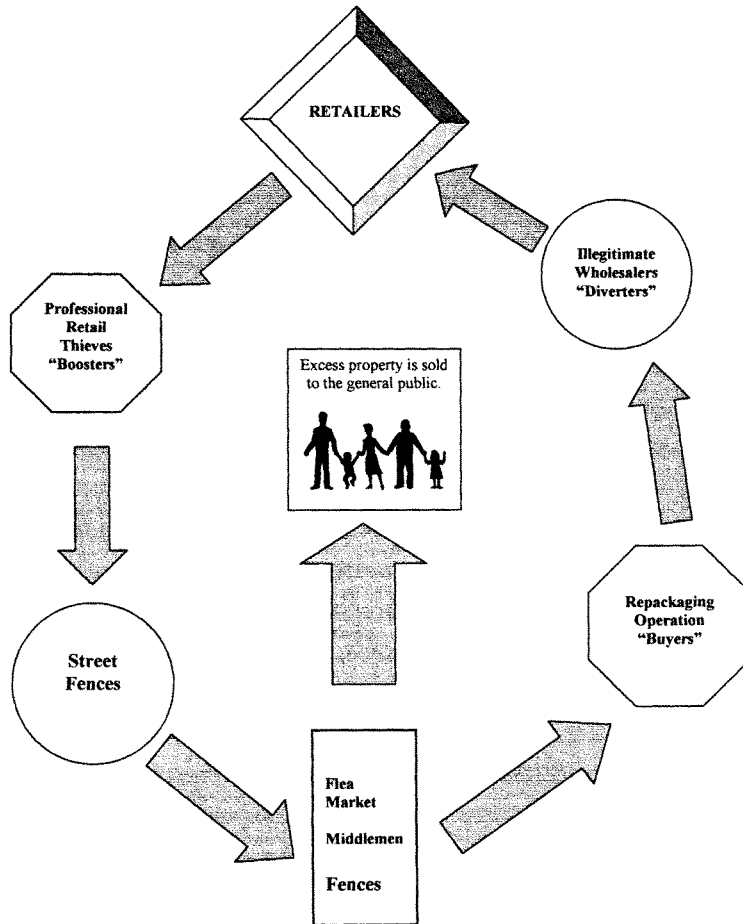 RETAILERS
Illegitimate
Wholesalers
“Diverters”
Professional
Retail
Thieves
“Boosters”
Excess property is sold
to the general public.
Repackaging
Operation
“Buyers”
Street
Fences
Flea
Market
Middlemen
Fences